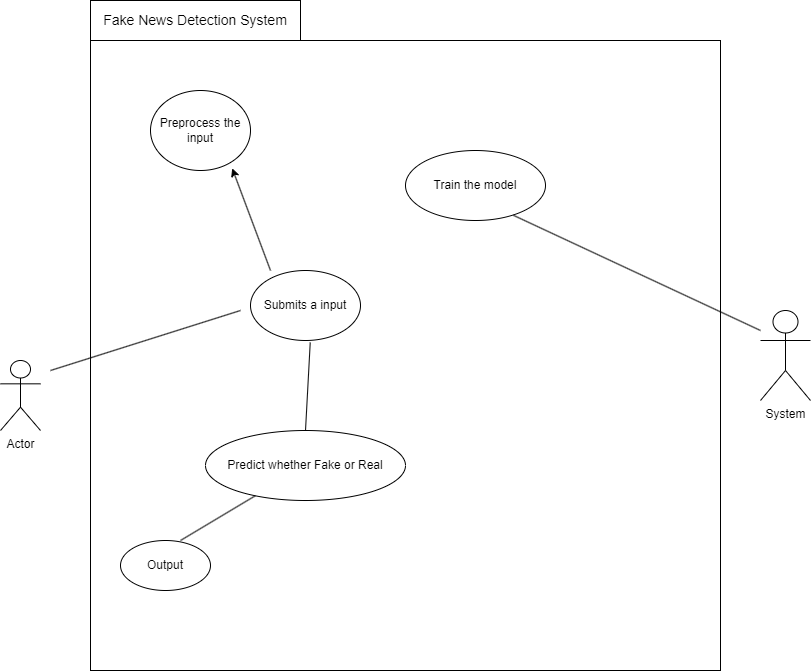 Fake News Detection System
Preprocess the
input
Train the model
Submits a input
Actor
System
Predict whether Fake or Real
Output